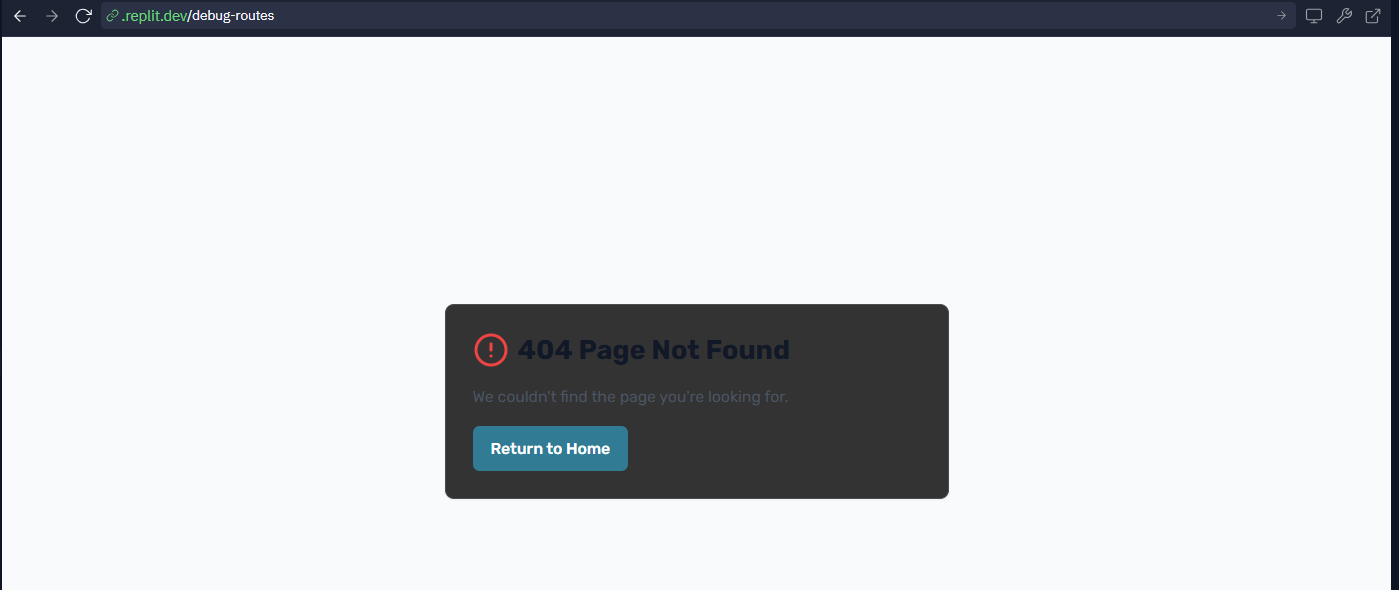 .replit.dev/debug-routes
404 Page Not Found
We couldn't find the page you're looking for.
Return to Home